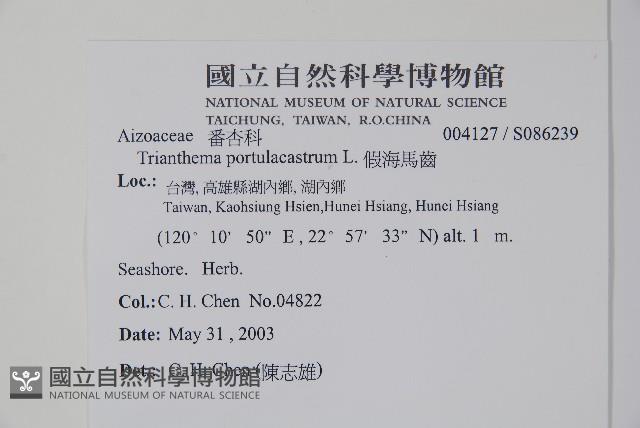 國立自然科學博物館
NATIONAL MUSEUM OF NATURAL SCIENCE
TAICHUNG, TAIWAN, R.O.CHINA
Aizoaceae 番杏科 004127 / S086239
Trianthema portulacastrum L. 假海馬齒
Loc.: 台灣, 高雄縣湖內鄉, 湖內鄉
Taiwan, Kaohsiung Hsien,Hunei Hsiang, Hunei Hsiang
(120° 10' 50" E , 22° 57' 33" N) alt. 1 m.
Seashore. Herb.
Col.: C. H. Chen No.04822
Date: May 31 , 2003
Det.: C. H. Chen (陳志雄)
國立自然科學博物館
NATIONAL MUSEUM OF NATURAL SCIENCE